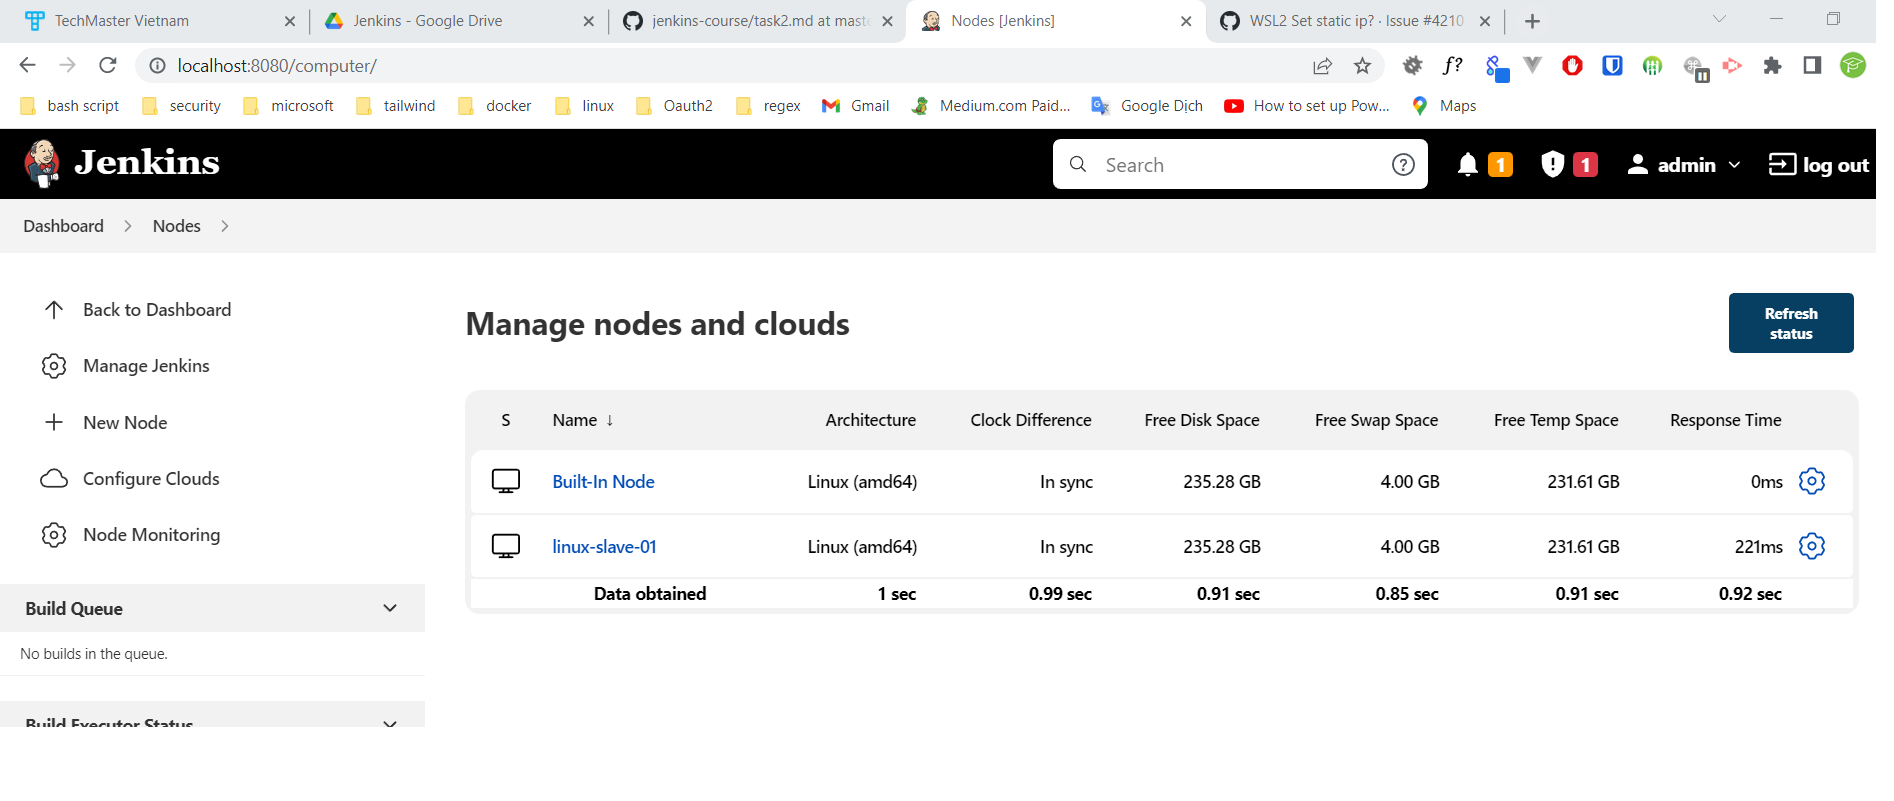 TechMaster Vietnam
Jenkins - Google Drive
jenkins-course/task2.md at maste
Nodes [Jenkins]
WSL2 Set static ip? · Issue #4210
localhost:8080/computer/
f?
bash script
security
microsoft
tailwind
docker
linux
Oauth2
regex
Gmail
Medium.com Paid...
Google Dịch
How to set up Pow...
Maps
Jenkins
Search
1
1
admin
log out
Dashboard
Nodes
Back to Dashboard
Manage Jenkins
New Node
Configure Clouds
Node Monitoring
Build Queue
No builds in the queue.
Build Executor Status
Manage nodes and clouds
Refresh
status
S Name ↓ Architecture Clock Difference Free Disk Space Free Swap Space Free Temp Space Response Time
Built-In Node Linux (amd64) In sync 235.28 GB 4.00 GB 231.61 GB 0ms
linux-slave-01 Linux (amd64) In sync 235.28 GB 4.00 GB 231.61 GB 221ms
Data obtained 1 sec 0.99 sec 0.91 sec 0.85 sec 0.91 sec 0.92 sec